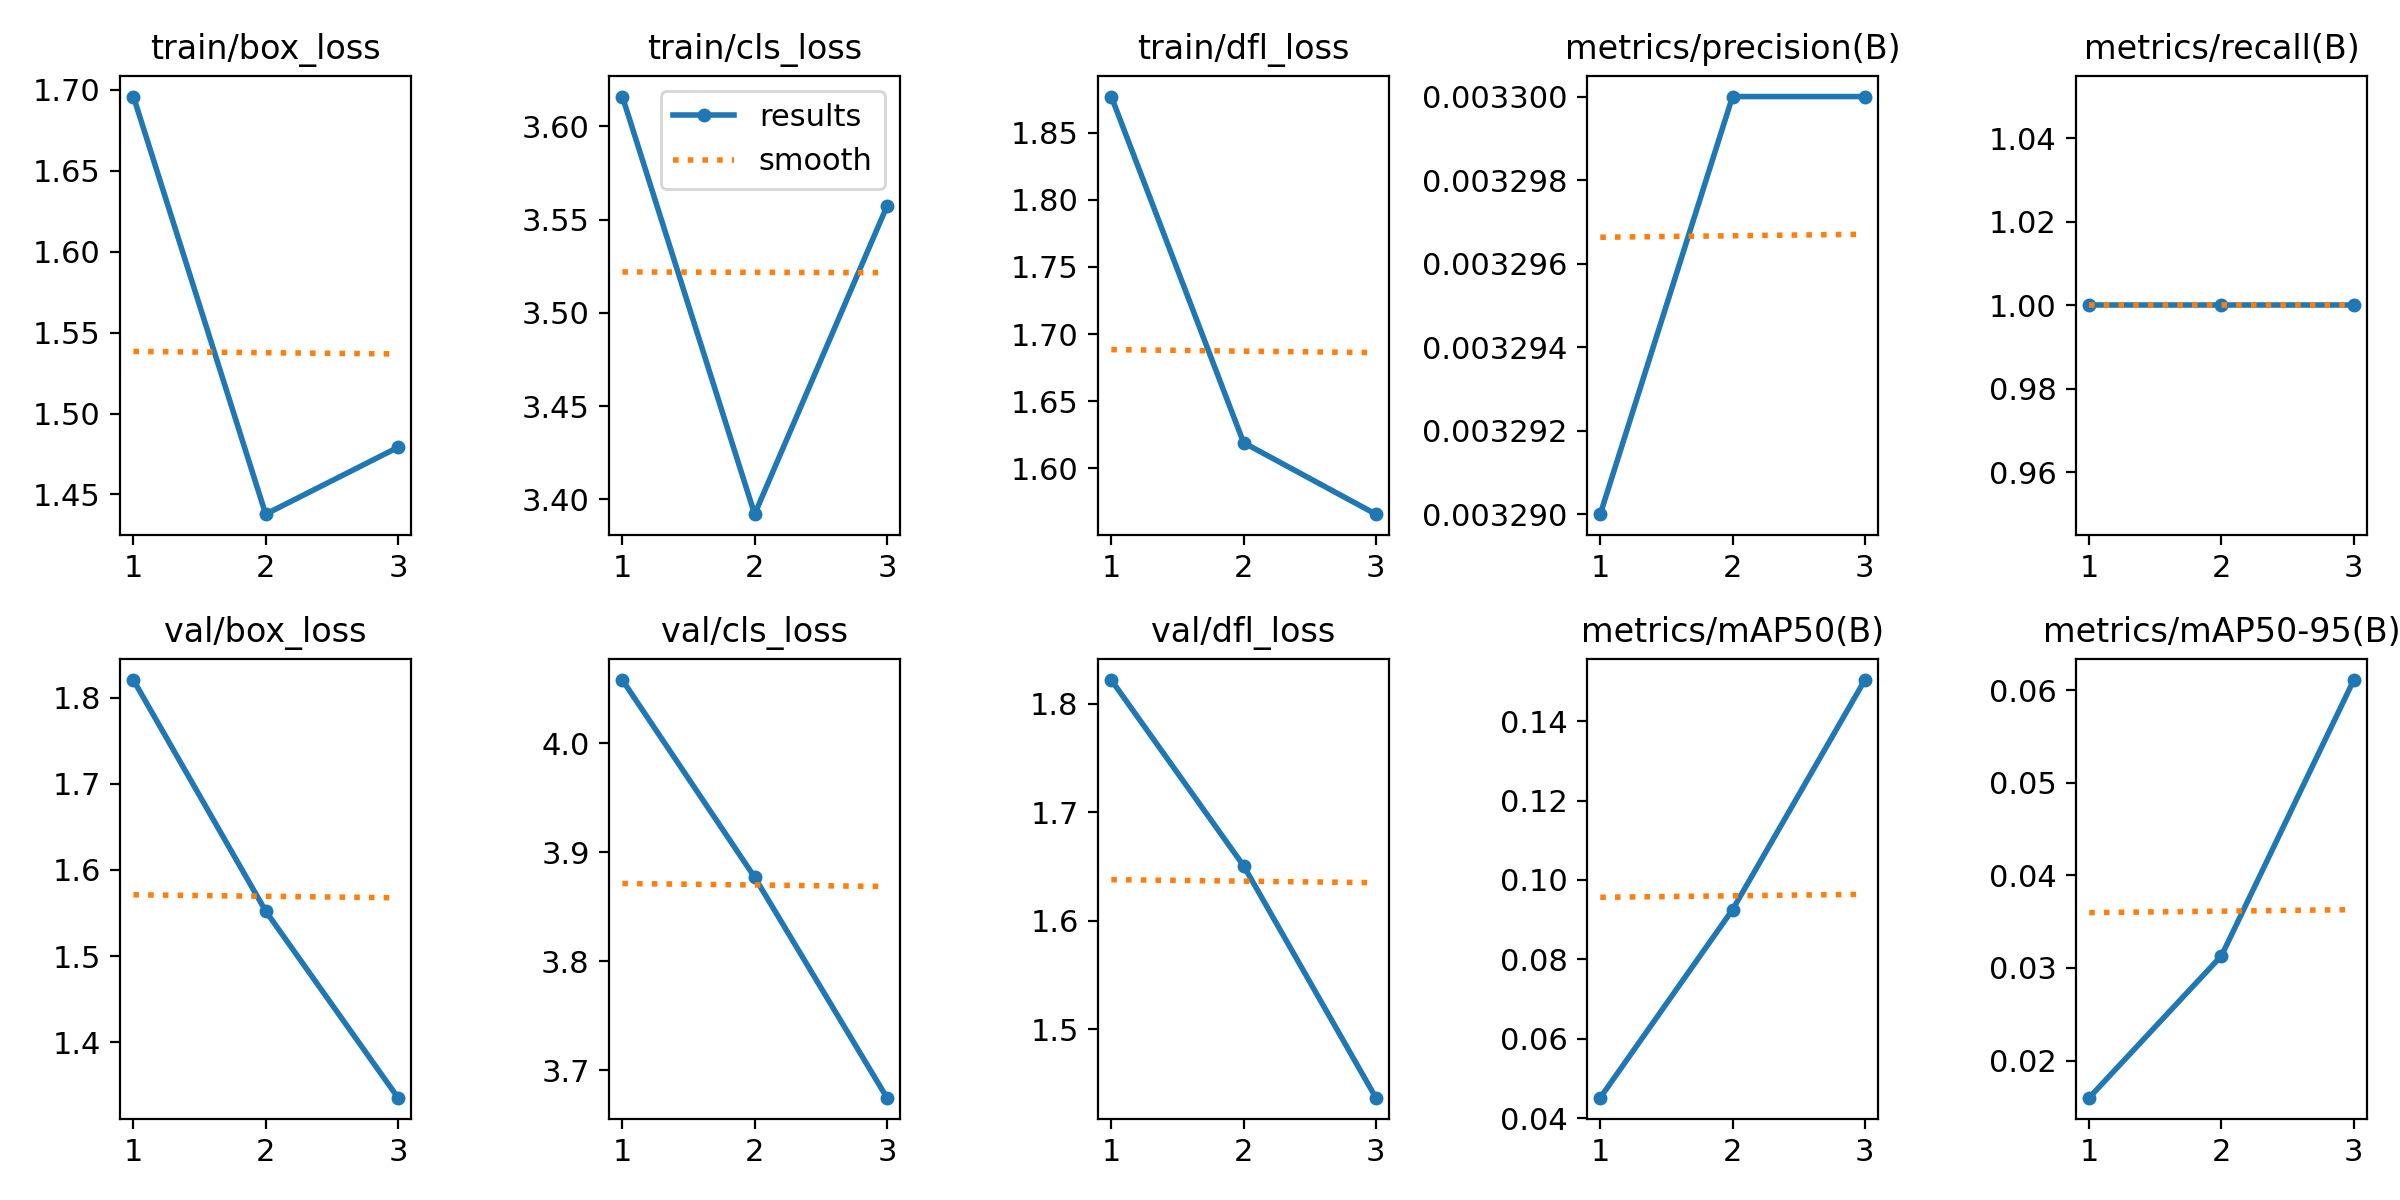 train/box_loss
1.70
1.65
1.60
1.55
1.50
1.45
1 2 3
train/cls_loss
results
smooth
3.60
3.55
3.50
3.45
3.40
1 2 3
train/dfl_loss
1.85
1.80
1.75
1.70
1.65
1.60
1 2 3
metrics/precision(B)
0.003300
0.003298
0.003296
0.003294
0.003292
0.003290
1 2 3
metrics/recall(B)
1.04
1.02
1.00
0.98
0.96
1 2 3
val/box_loss
1.8
1.7
1.6
1.5
1.4
1 2 3
val/cls_loss
4.0
3.9
3.8
3.7
1 2 3
val/dfl_loss
1.8
1.7
1.6
1.5
1 2 3
metrics/mAP50(B)
0.14
0.12
0.10
0.08
0.06
0.04
1 2 3
metrics/mAP50-95(B)
0.06
0.05
0.04
0.03
0.02
1 2 3